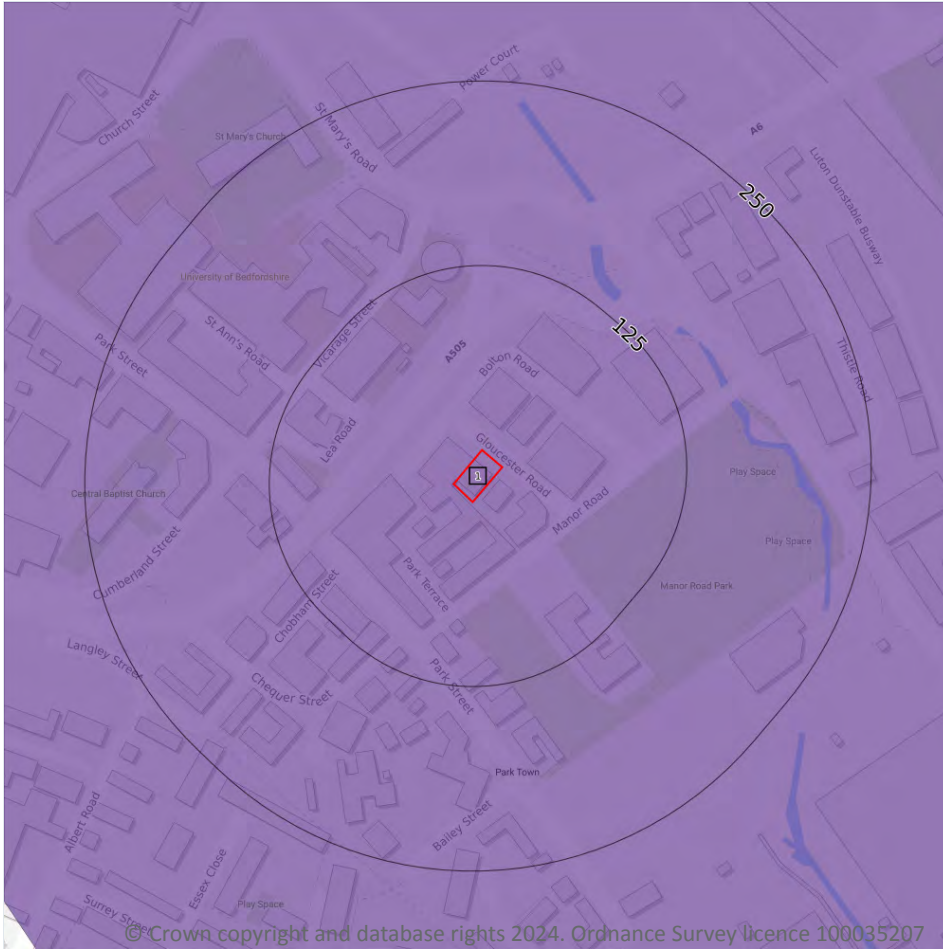 Power Court
Church Street
St Mary's Church
St Mary's Road
A6
250
Luton Dunstable Busway
University of Bedfordshire
Vicarage Street
125
St Ann's Road
Park Street
A505
Bolton Road
Thistle Road
Lea Road
Gloucester Road
1
Play Space
Central Baptist Church
Manor Road
Play Space
Cumberland Street
Park Terrace
Manor Road Park
Chobham Street
Langley Street
Chequer Street
Park Street
Park Town
Bailey Street
Albert Road
Essex Close
Play Space
Surrey Street
© Crown copyright and database rights 2024. Ordnance Survey licence 100035207